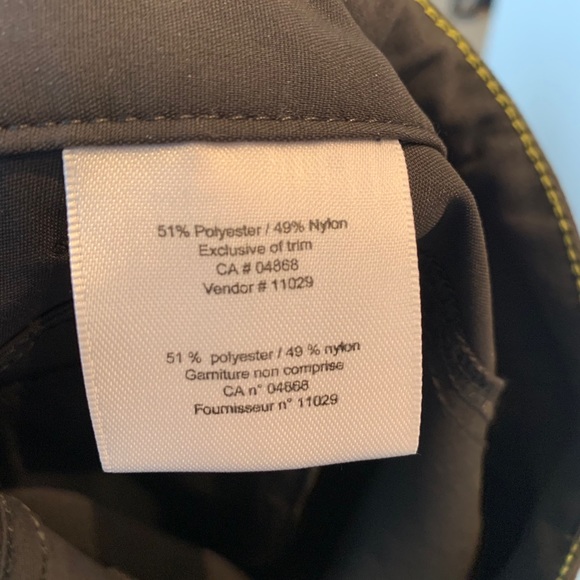 51% Polyester / 49% Nylon
Exclusive of trim
CA # 04868
Vendor # 11029
51 % polyester / 49 % nylon
Garniture non comprise
CA n° 04868
Fournisseur n° 11029